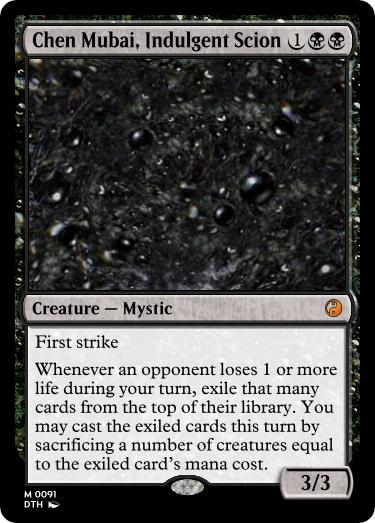 Chen Mubai, Indulgent Scion 1
Creature — Mystic
First strike
Whenever an opponent loses 1 or more
life during your turn, exile that many
cards from the top of their library. You
may cast the exiled cards this turn by
sacrificing a number of creatures equal
to the exiled card's mana cost.
3/3
M 0091
DTH